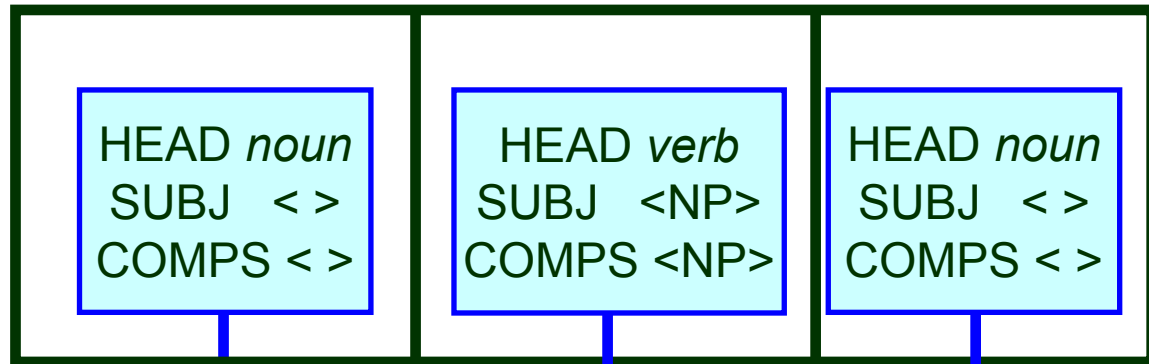 HEAD noun
SUBJ < >
COMPS < >
HEAD verb
SUBJ <NP>
COMPS <NP>
HEAD noun
SUBJ < >
COMPS < >